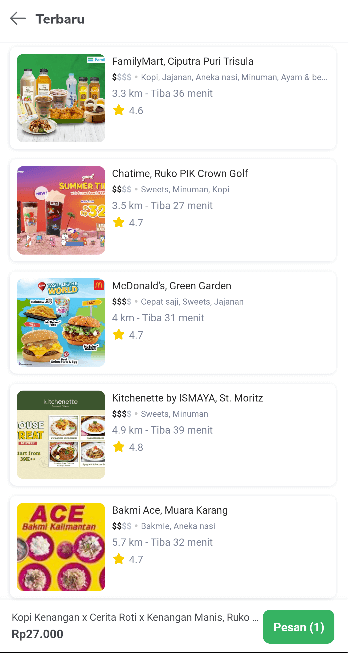 Terbaru
FamilyMart, Ciputra Puri Trisula
$$$$ • Kopi, Jajanan, Aneka nasi, Minuman, Ayam & be...
3.3 km - Tiba 36 menit
4.6
SUMMER
Chatime, Ruko PIK Crown Golf
$$$$ • Sweets, Minuman, Kopi
3.5 km - Tiba 27 menit
4.7
WORLD
McDonald's, Green Garden
$$$$ • Cepat saji, Sweets, Jajanan
4 km - Tiba 31 menit
4.7
kitchenette
Kitchenette by ISMAYA, St. Moritz
$$$$ • Sweets, Minuman
4.9 km - Tiba 39 menit
4.8
ACE
Bakmi Kalimantan
Bakmi Ace, Muara Karang
$$$$ • Bakmie, Aneka nasi
5.7 km - Tiba 32 menit
4.7
Kopi Kenangan x Cerita Roti x Kenangan Manis, Ruko ...
Rp27.000
Pesan (1)